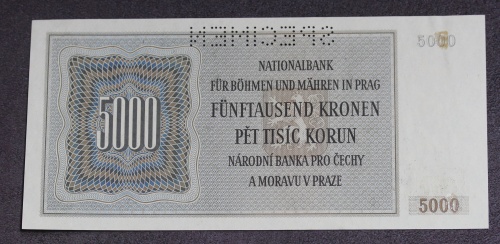 SPECIMEN
5000
NATIONALBANK
FÜR BÖHMEN UND MÄHREN IN PRAG
5000
FÜNFTAUSEND KRONEN
PĚT TISÍC KORUN
NÁRODNÍ BANKA PRO ČECHY
A MORAVU V PRAZE
5000